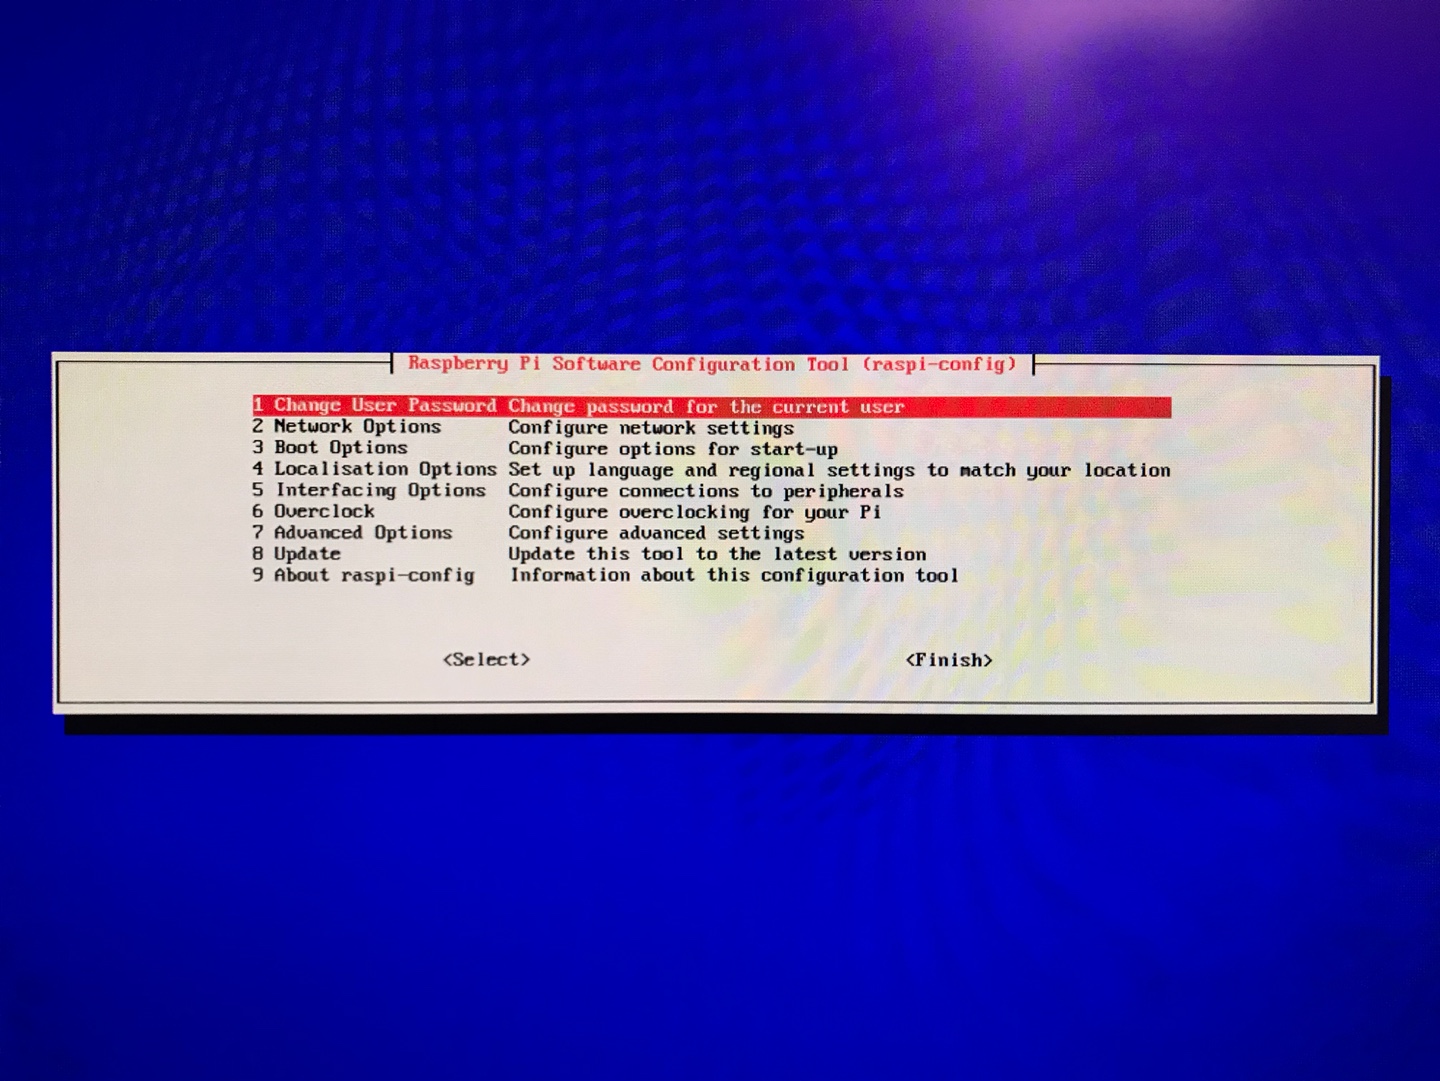 Raspberry Pi Software Configuration Tool (raspi-config)
1 Change User Password Change password for the current user
2 Network Options Configure network settings
3 Boot Options Configure options for start-up
4 Localisation Options Set up language and regional settings to match your location
5 Interfacing Options Configure connections to peripherals
6 Overclock Configure overclocking for your Pi
7 Advanced Options Configure advanced settings
8 Update Update this tool to the latest version
9 About raspi-config Information about this configuration tool
<Select> <Finish>